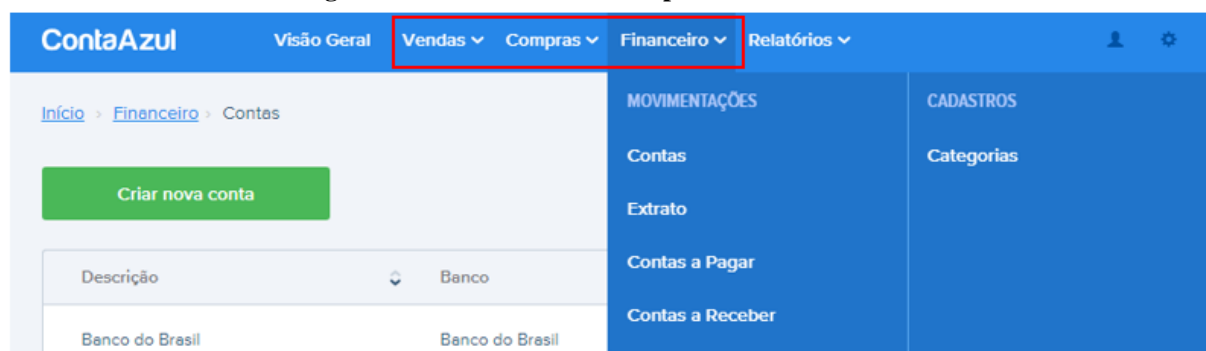 ContaAzul Visão Geral Vendas Compras Financeiro Relatórios
Início > Financeiro > Contas
MOVIMENTAÇÕES CADASTROS
Contas Categorias
Criar nova conta
Extrato
Contas a Pagar
Descrição Banco
Contas a Receber
Banco do Brasil Banco do Brasil